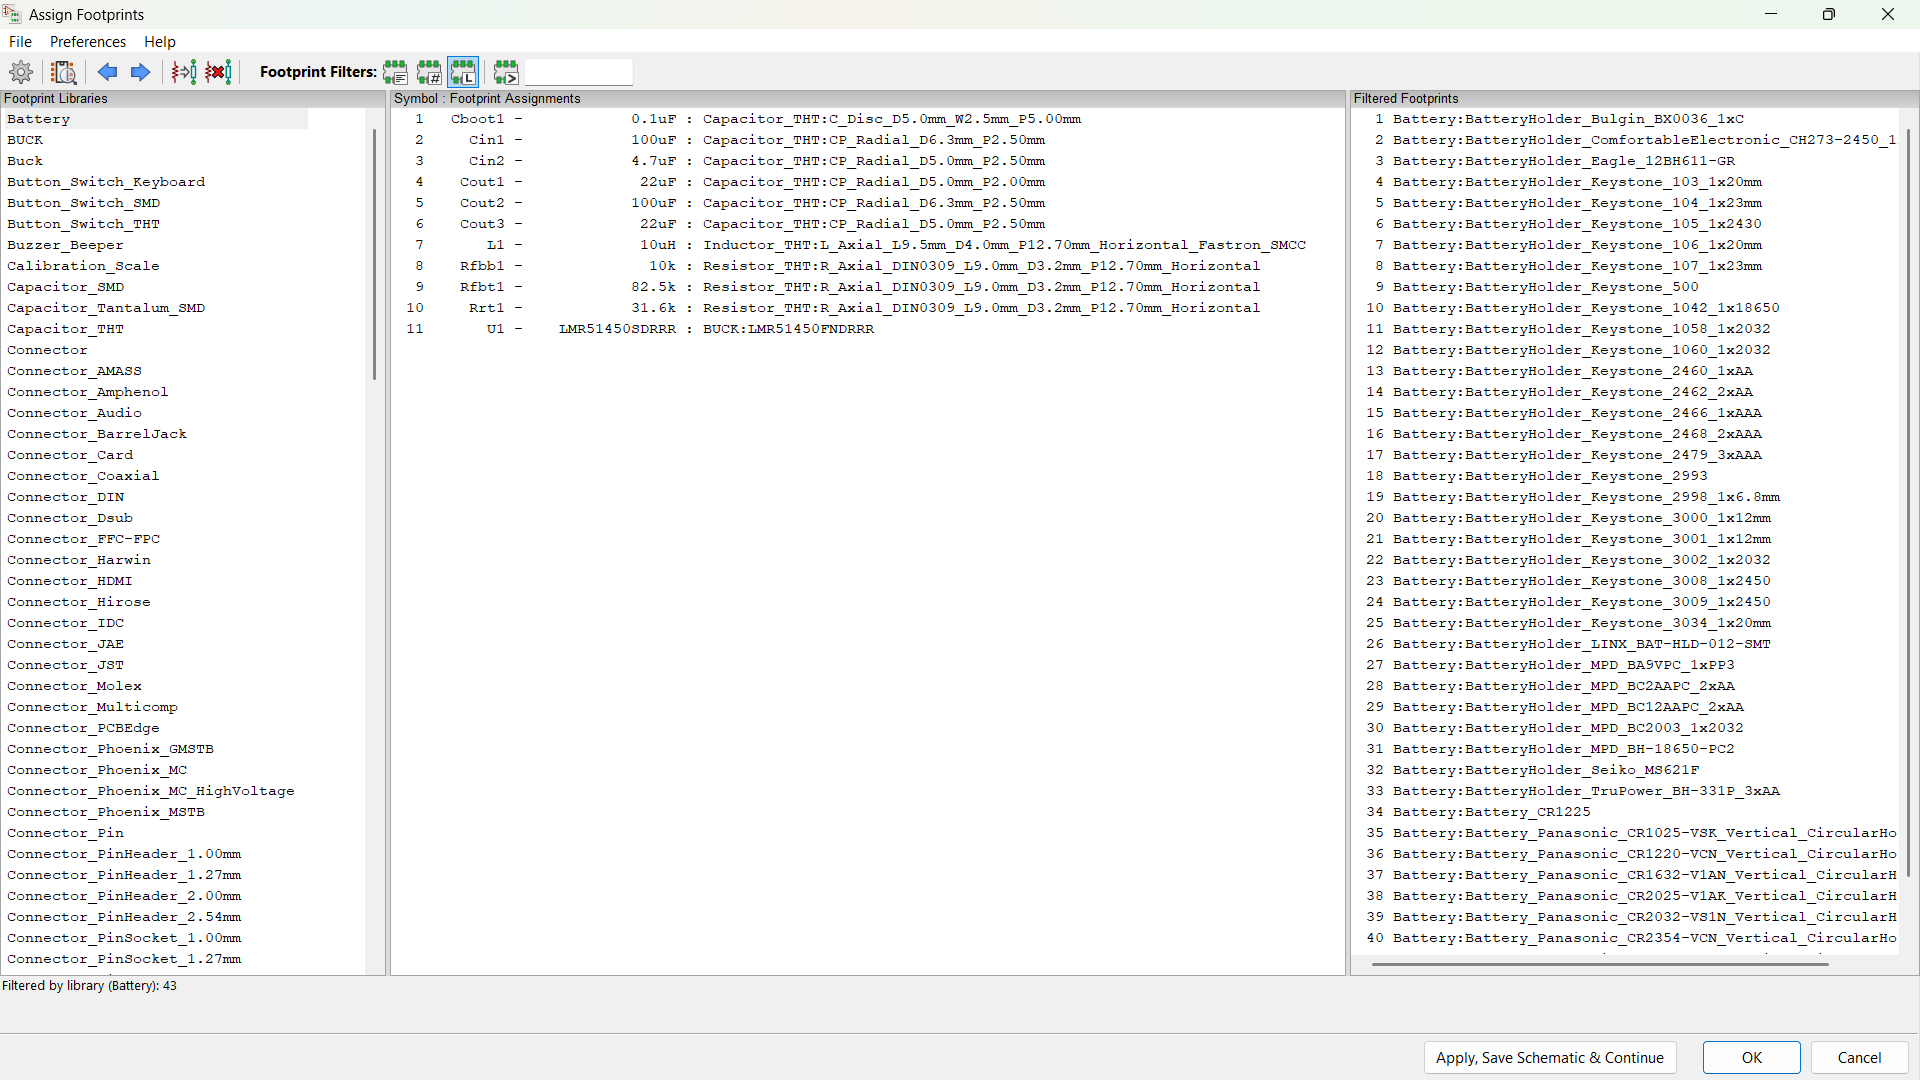 Assign Footprints
File Preferences Help
Footprint Filters:
Footprint Libraries
Battery
BUCK
Buck
Button_Switch_Keyboard
Button_Switch_SMD
Button_Switch_THT
Buzzer_Beeper
Calibration_Scale
Capacitor_SMD
Capacitor_Tantalum_SMD
Capacitor_THT
Connector
Connector_AMASS
Connector_Amphenol
Connector_Audio
Connector_BarrelJack
Connector_Card
Connector_Coaxial
Connector_DIN
Connector_Dsub
Connector_FFC-FPC
Connector_Harwin
Connector_HDMI
Connector_Hirose
Connector_IDC
Connector_JAE
Connector_JST
Connector_Molex
Connector_Multicomp
Connector_PCBEdge
Connector_Phoenix_GMSTB
Connector_Phoenix_MC
Connector_Phoenix_MC_HighVoltage
Connector_Phoenix_MSTB
Connector_Pin
Connector_PinHeader_1.00mm
Connector_PinHeader_1.27mm
Connector_PinHeader_2.00mm
Connector_PinHeader_2.54mm
Connector_PinSocket_1.00mm
Connector_PinSocket_1.27mm
Symbol : Footprint Assignments
1 Cboot1 - 0.1uF : Capacitor_THT:C_Disc_D5.0mm_W2.5mm_P5.00mm
2 Cin1 - 100uF : Capacitor_THT:CP_Radial_D6.3mm_P2.50mm
3 Cin2 - 4.7uF : Capacitor_THT:CP_Radial_D5.0mm_P2.50mm
4 Cout1 - 22uF : Capacitor_THT:CP_Radial_D5.0mm_P2.00mm
5 Cout2 - 100uF : Capacitor_THT:CP_Radial_D6.3mm_P2.50mm
6 Cout3 - 22uF : Capacitor_THT:CP_Radial_D5.0mm_P2.50mm
7 L1 - 10uH : Inductor_THT:L_Axial_L9.5mm_D4.0mm_P12.70mm_Horizontal_Fastron_SMCC
8 Rfbb1 - 10k : Resistor_THT:R_Axial_DIN0309_L9.0mm_D3.2mm_P12.70mm_Horizontal
9 Rfbt1 - 82.5k : Resistor_THT:R_Axial_DIN0309_L9.0mm_D3.2mm_P12.70mm_Horizontal
10 Rrt1 - 31.6k : Resistor_THT:R_Axial_DIN0309_L9.0mm_D3.2mm_P12.70mm_Horizontal
11 U1 - LMR51450SDRRR : BUCK:LMR51450FNDRRR
Filtered Footprints
1 Battery:BatteryHolder_Bulgin_BX0036_1xC
2 Battery:BatteryHolder_ComfortableElectronic_CH273-2450_1
3 Battery:BatteryHolder_Eagle_12BH611-GR
4 Battery:BatteryHolder_Keystone_103_1x20mm
5 Battery:BatteryHolder_Keystone_104_1x23mm
6 Battery:BatteryHolder_Keystone_105_1x2430
7 Battery:BatteryHolder_Keystone_106_1x20mm
8 Battery:BatteryHolder_Keystone_107_1x23mm
9 Battery:BatteryHolder_Keystone_500
10 Battery:BatteryHolder_Keystone_1042_1x18650
11 Battery:BatteryHolder_Keystone_1058_1x2032
12 Battery:BatteryHolder_Keystone_1060_1x2032
13 Battery:BatteryHolder_Keystone_2460_1xAA
14 Battery:BatteryHolder_Keystone_2462_2xAA
15 Battery:BatteryHolder_Keystone_2466_1xAAA
16 Battery:BatteryHolder_Keystone_2468_2xAAA
17 Battery:BatteryHolder_Keystone_2479_3xAAA
18 Battery:BatteryHolder_Keystone_2993
19 Battery:BatteryHolder_Keystone_2998_1x6.8mm
20 Battery:BatteryHolder_Keystone_3000_1x12mm
21 Battery:BatteryHolder_Keystone_3001_1x12mm
22 Battery:BatteryHolder_Keystone_3002_1x2032
23 Battery:BatteryHolder_Keystone_3008_1x2450
24 Battery:BatteryHolder_Keystone_3009_1x2450
25 Battery:BatteryHolder_Keystone_3034_1x20mm
26 Battery:BatteryHolder_LINX_BAT-HLD-012-SMT
27 Battery:BatteryHolder_MPD_BA9VPC_1xPP3
28 Battery:BatteryHolder_MPD_BC2AAPC_2xAA
29 Battery:BatteryHolder_MPD_BC12AAPC_2xAA
30 Battery:BatteryHolder_MPD_BC2003_1x2032
31 Battery:BatteryHolder_MPD_BH-18650-PC2
32 Battery:BatteryHolder_Seiko_MS621F
33 Battery:BatteryHolder_TruPower_BH-331P_3xAA
34 Battery:Battery_CR1225
35 Battery:Battery_Panasonic_CR1025-VSK_Vertical_CircularHo
36 Battery:Battery_Panasonic_CR1220-VCN_Vertical_CircularHo
37 Battery:Battery_Panasonic_CR1632-V1AN_Vertical_CircularH
38 Battery:Battery_Panasonic_CR2025-V1AK_Vertical_CircularH
39 Battery:Battery_Panasonic_CR2032-VS1N_Vertical_CircularH
40 Battery:Battery_Panasonic_CR2354-VCN_Vertical_CircularHo
Filtered by library (Battery): 43
Apply, Save Schematic & Continue
OK
Cancel